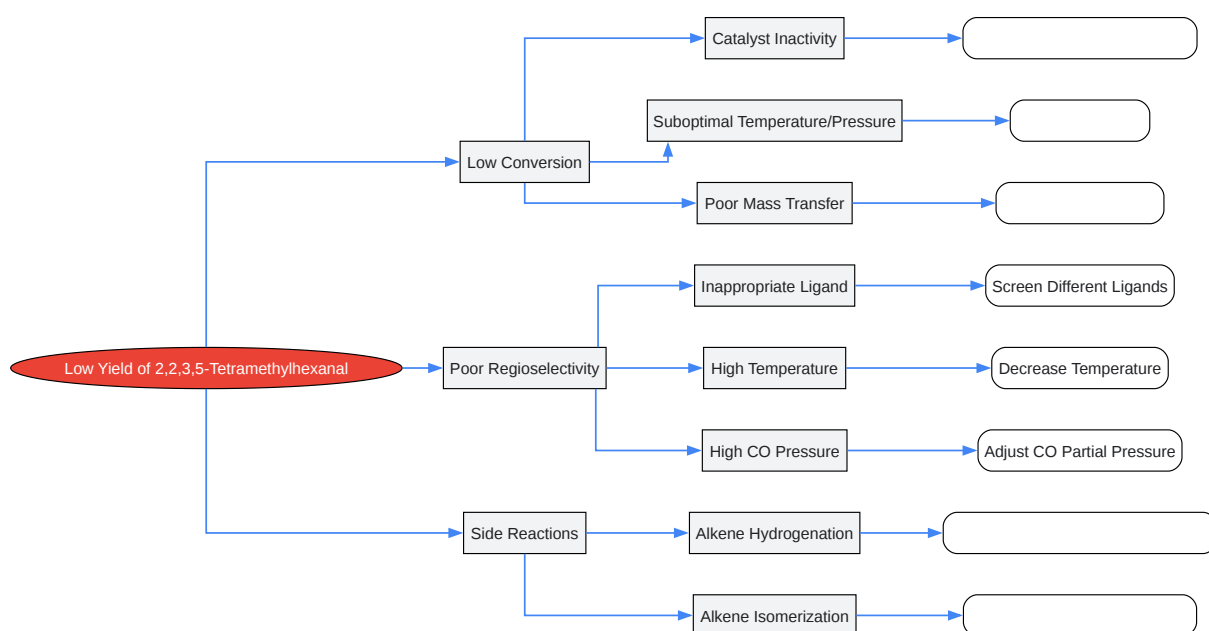 Catalyst Inactivity
Suboptimal Temperature/Pressure
Low Conversion
Poor Mass Transfer
Inappropriate Ligand
Screen Different Ligands
Low Yield of 2,2,3,5-Tetramethylhexanal
Poor Regioselectivity
High Temperature
Decrease Temperature
High CO Pressure
Adjust CO Partial Pressure
Side Reactions
Alkene Hydrogenation
Alkene Isomerization